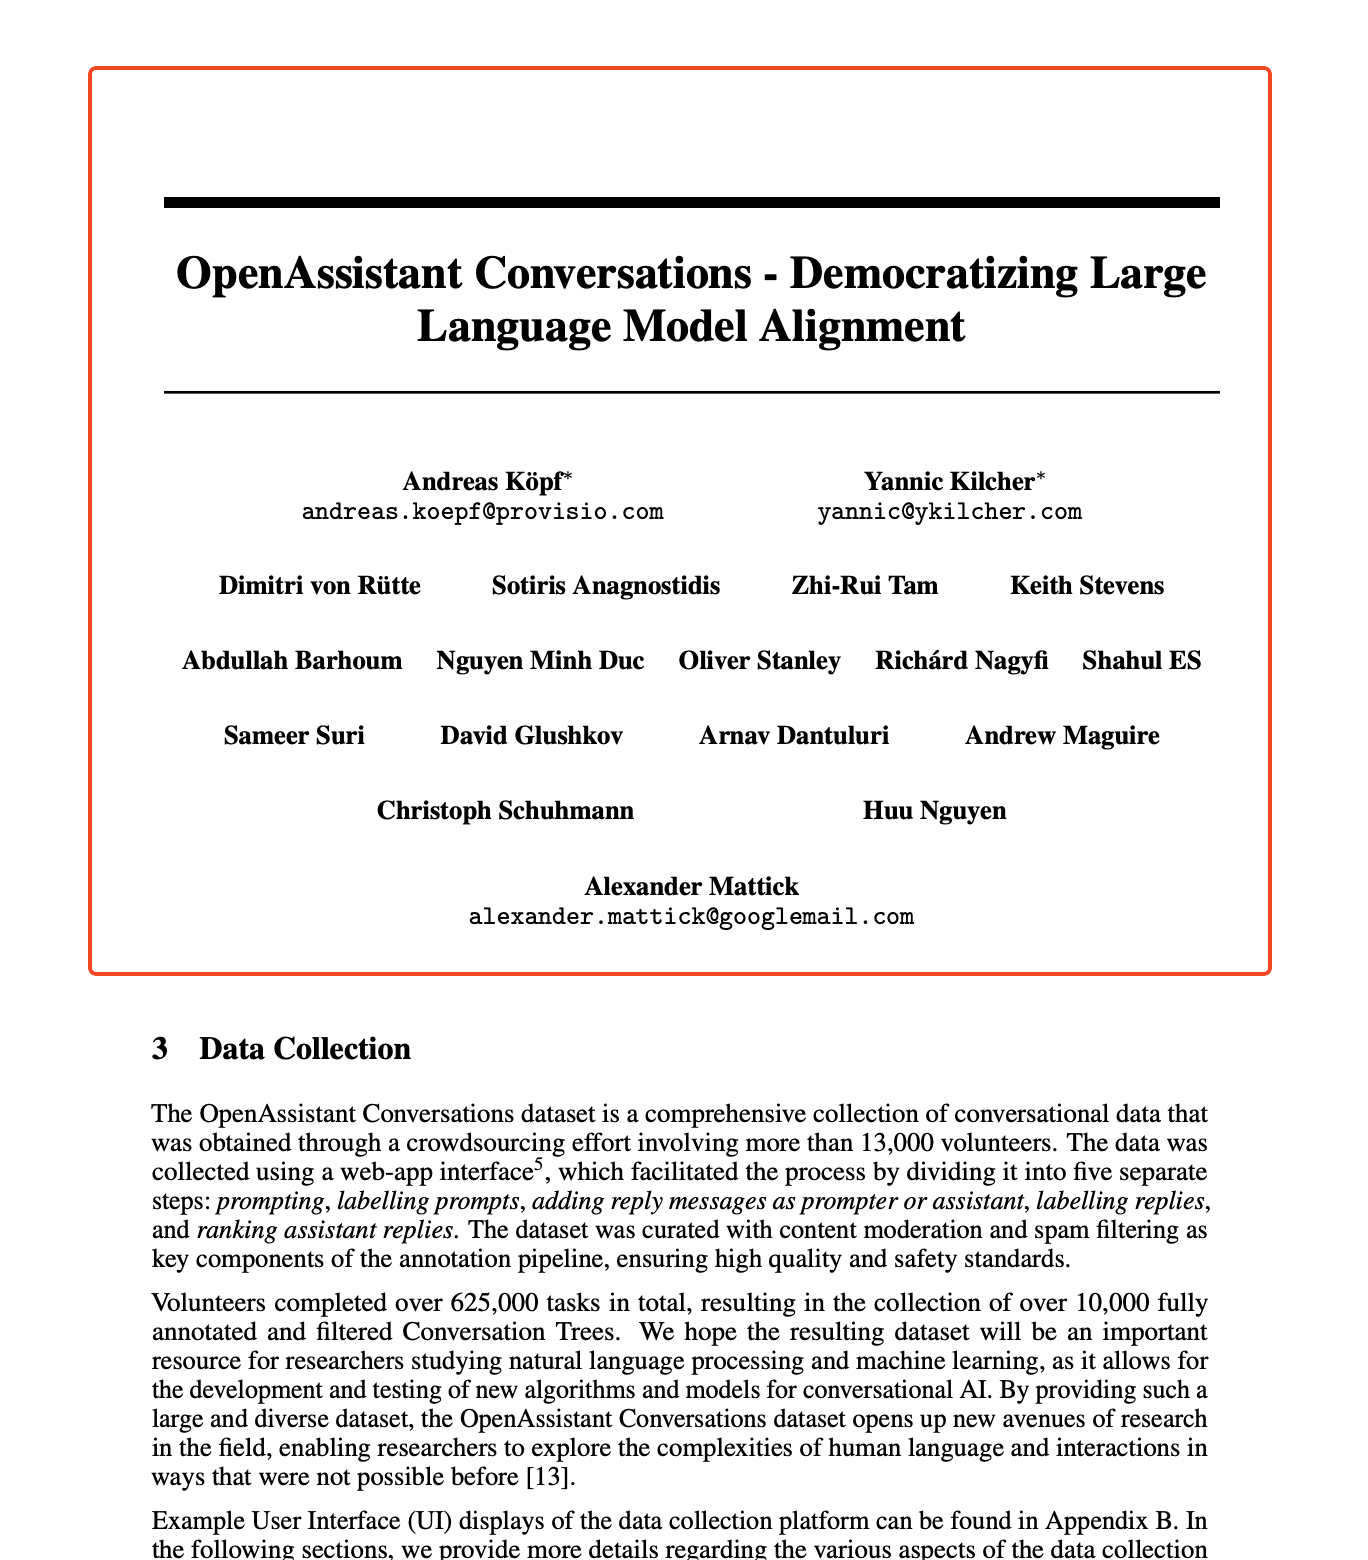 OpenAssistant Conversations - Democratizing Large
Language Model Alignment
Andreas Köpf* Yannic Kilcher*
andreas.koepf@provisio.com yannic@ykilcher.com
Dimitri von Rütte Sotiris Anagnostidis Zhi-Rui Tam Keith Stevens
Abdullah Barhoum Nguyen Minh Duc Oliver Stanley Richárd Nagyfi Shahul ES
Sameer Suri David Glushkov Arnav Dantuluri Andrew Maguire
Christoph Schuhmann Huu Nguyen
Alexander Mattick
alexander.mattick@googlemail.com
3 Data Collection
The OpenAssistant Conversations dataset is a comprehensive collection of conversational data that
was obtained through a crowdsourcing effort involving more than 13,000 volunteers. The data was
collected using a web-app interface⁵, which facilitated the process by dividing it into five separate
steps: prompting, labelling prompts, adding reply messages as prompter or assistant, labelling replies,
and ranking assistant replies. The dataset was curated with content moderation and spam filtering as
key components of the annotation pipeline, ensuring high quality and safety standards.
Volunteers completed over 625,000 tasks in total, resulting in the collection of over 10,000 fully
annotated and filtered Conversation Trees. We hope the resulting dataset will be an important
resource for researchers studying natural language processing and machine learning, as it allows for
the development and testing of new algorithms and models for conversational AI. By providing such a
large and diverse dataset, the OpenAssistant Conversations dataset opens up new avenues of research
in the field, enabling researchers to explore the complexities of human language and interactions in
ways that were not possible before [13].
Example User Interface (UI) displays of the data collection platform can be found in Appendix B. In
the following sections, we provide more details regarding the various aspects of the data collection